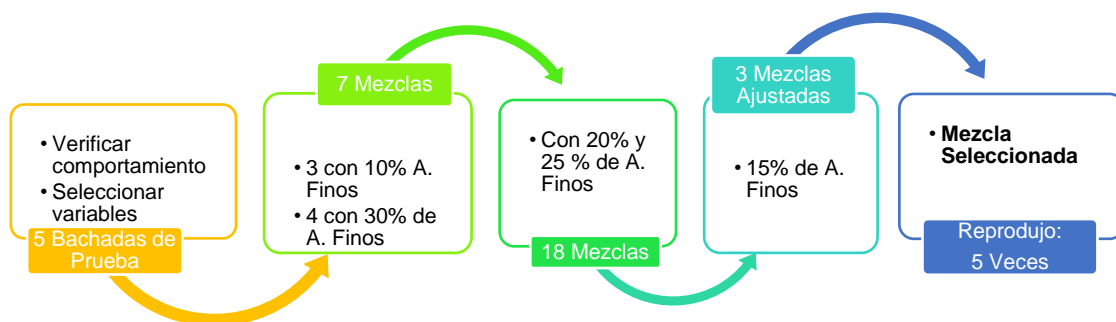 • Verificar
comportamiento
• Seleccionar
variables
5 Bachadas de
Prueba
7 Mezclas
• 3 con 10% A.
Finos
• 4 con 30% de
A. Finos
• Con 20% y
25 % de A.
Finos
18 Mezclas
3 Mezclas
Ajustadas
• 15% de A.
Finos
• Mezcla
Seleccionada
Reprodujo:
5 Veces